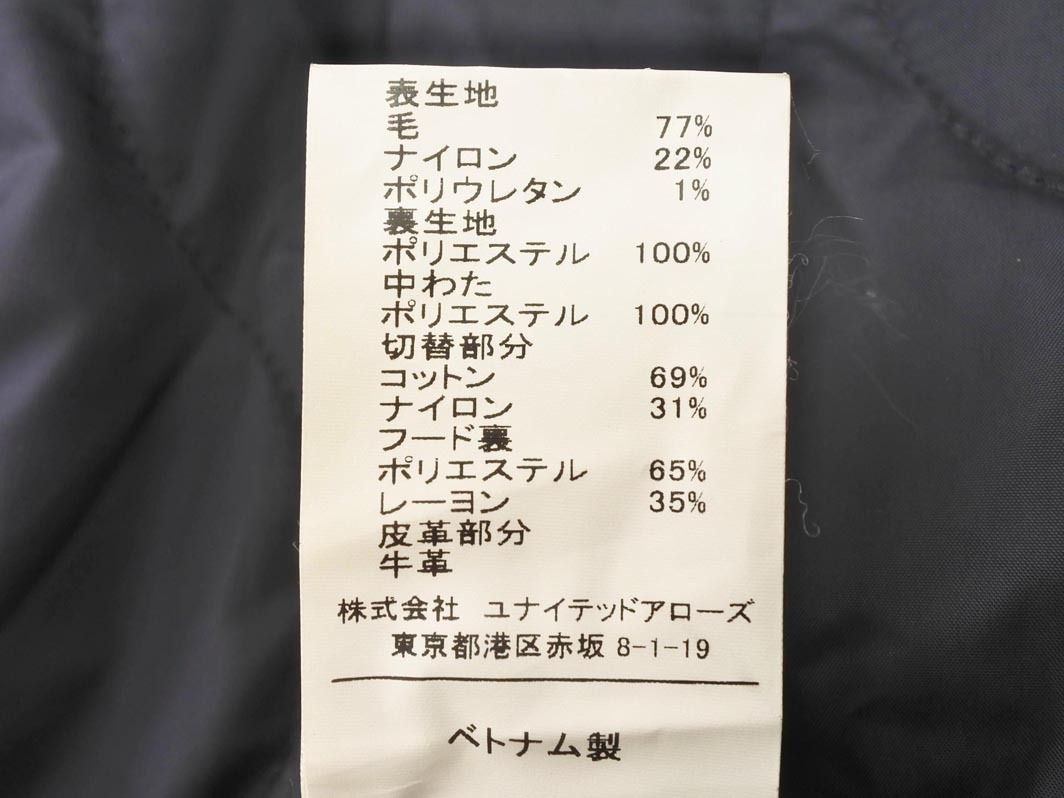 表生地
毛 77%
ナイロン 22%
ポリウレタン 1%
裏生地
ポリエステル 100%
中わた
ポリエステル 100%
切替部分
コットン 69%
ナイロン 31%
フード裏
ポリエステル 65%
レーヨン 35%
皮革部分
牛革
株式会社 ユナイテッドアローズ
東京都港区赤坂 8-1-19
ベトナム製